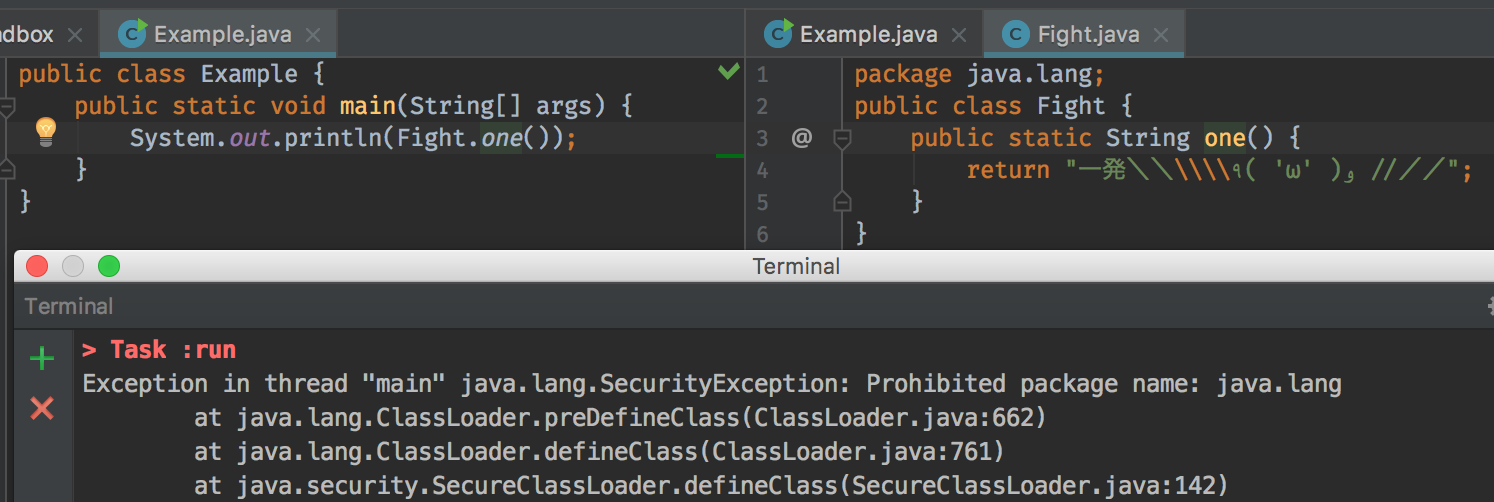 dbox × Example.java ×
public class Example {
public static void main(String[] args) {
System.out.println(Fight.one());
}
}
Example.java × Fight.java ×
1 package java.lang;
2 public class Fight {
3 @ public static String one() {
4 return "一発＼＼\\\\٩( 'ω' )و //／／";
5 }
6 }
Terminal
Terminal
> Task :run
Exception in thread "main" java.lang.SecurityException: Prohibited package name: java.lang
at java.lang.ClassLoader.preDefineClass(ClassLoader.java:662)
at java.lang.ClassLoader.defineClass(ClassLoader.java:761)
at java.security.SecureClassLoader.defineClass(SecureClassLoader.java:142)